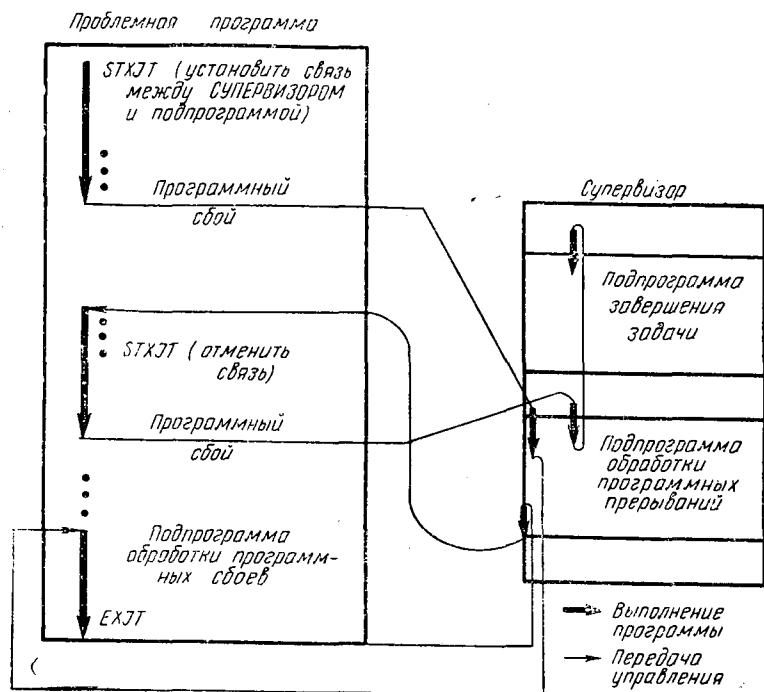 Проблемная программа
STXJT (установить связь
между СУПЕРВИЗОРОМ
и подпрограммой)
Программный
сбой
STXJT (отменить
связь)
Программный
сбой
Подпрограмма
обработки программ-
ных сбоев
EXJT
(
Супервизор
Подпрограмма
завершения
задачи
Подпрограмма
обработки
программных
прерываний
Выполнение
программы
Передача
управления